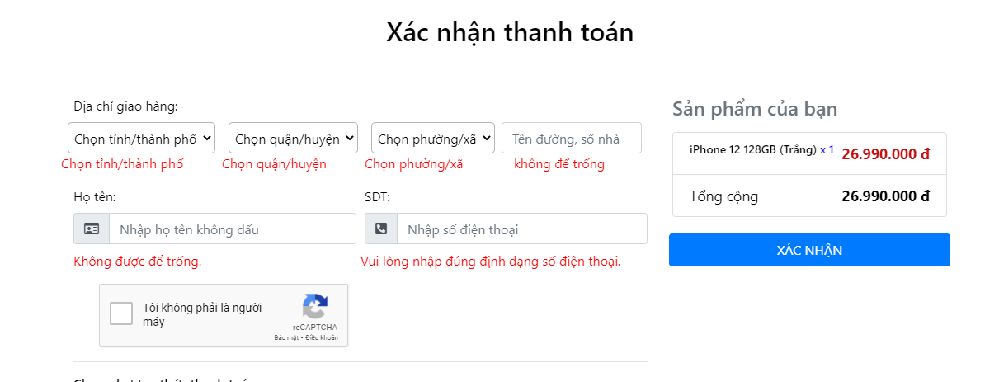 Xác nhận thanh toán
Địa chỉ giao hàng:
Chọn tỉnh/thành phố
Chọn quận/huyện
Chọn phường/xã
Tên đường, số nhà
Chọn tỉnh/thành phố
Chọn quận/huyện
Chọn phường/xã
không để trống
Họ tên:
SDT:
Nhập họ tên không dấu
Nhập số điện thoại
Không được để trống.
Vui lòng nhập đúng định dạng số điện thoại.
Tôi không phải là người
máy
reCAPTCHA
Bảo mật - Điều khoản
Sản phẩm của bạn
iPhone 12 128GB (Trắng) x 1 26.990.000 đ
Tổng cộng 26.990.000 đ
XÁC NHẬN